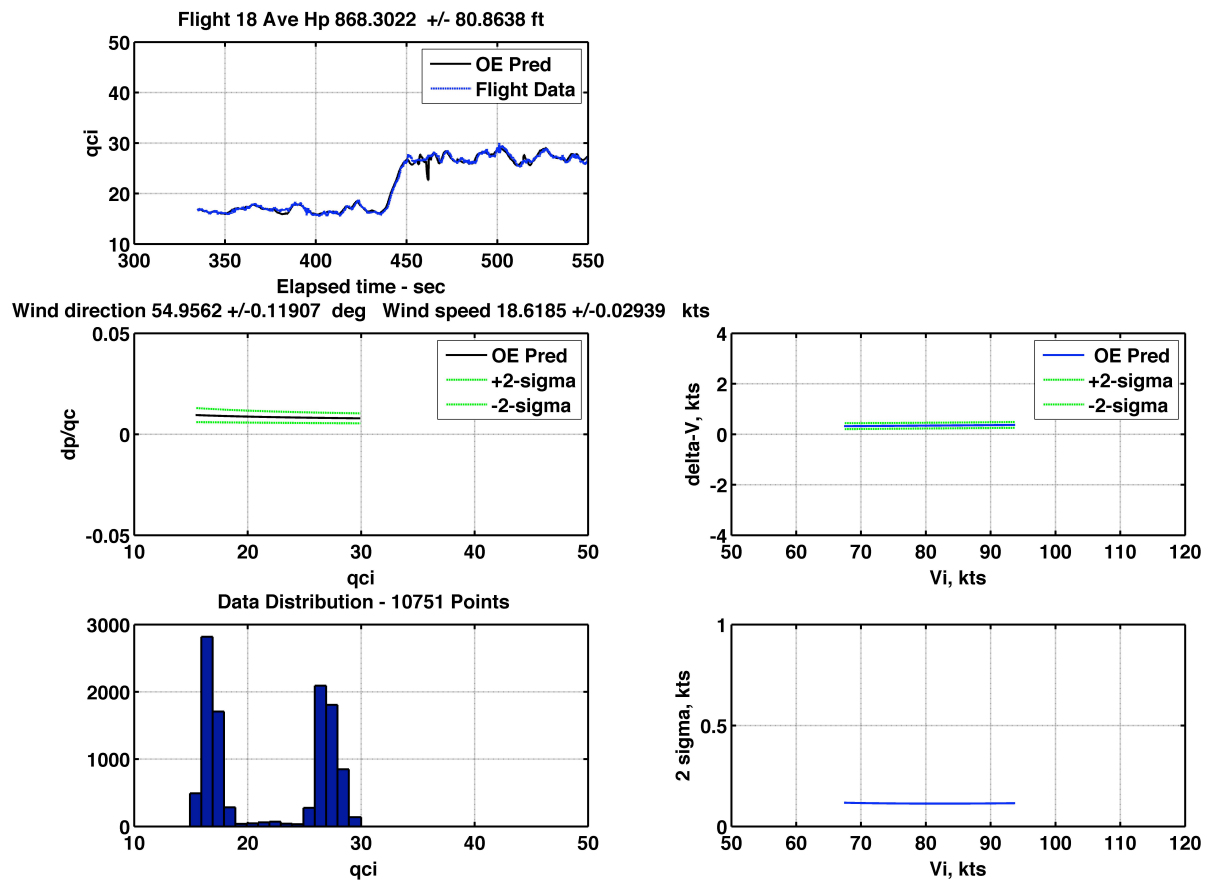 Flight 18 Ave Hp 868.3022  +/- 80.8638 ft
50
40
30
20
10
qci
OE Pred
Flight Data
300 350 400 450 500 550
Elapsed time - sec
Wind direction 54.9562 +/-0.11907  deg   Wind speed 18.6185 +/-0.02939   kts
0.05
0
-0.05
dp/qc
OE Pred
+2-sigma
-2-sigma
10 20 30 40 50
qci
4
2
0
-2
-4
delta-V, kts
OE Pred
+2-sigma
-2-sigma
50 60 70 80 90 100 110 120
Vi, kts
Data Distribution - 10751 Points
3000
2000
1000
0
10 20 30 40 50
qci
1
0.5
0
2 sigma, kts
50 60 70 80 90 100 110 120
Vi, kts